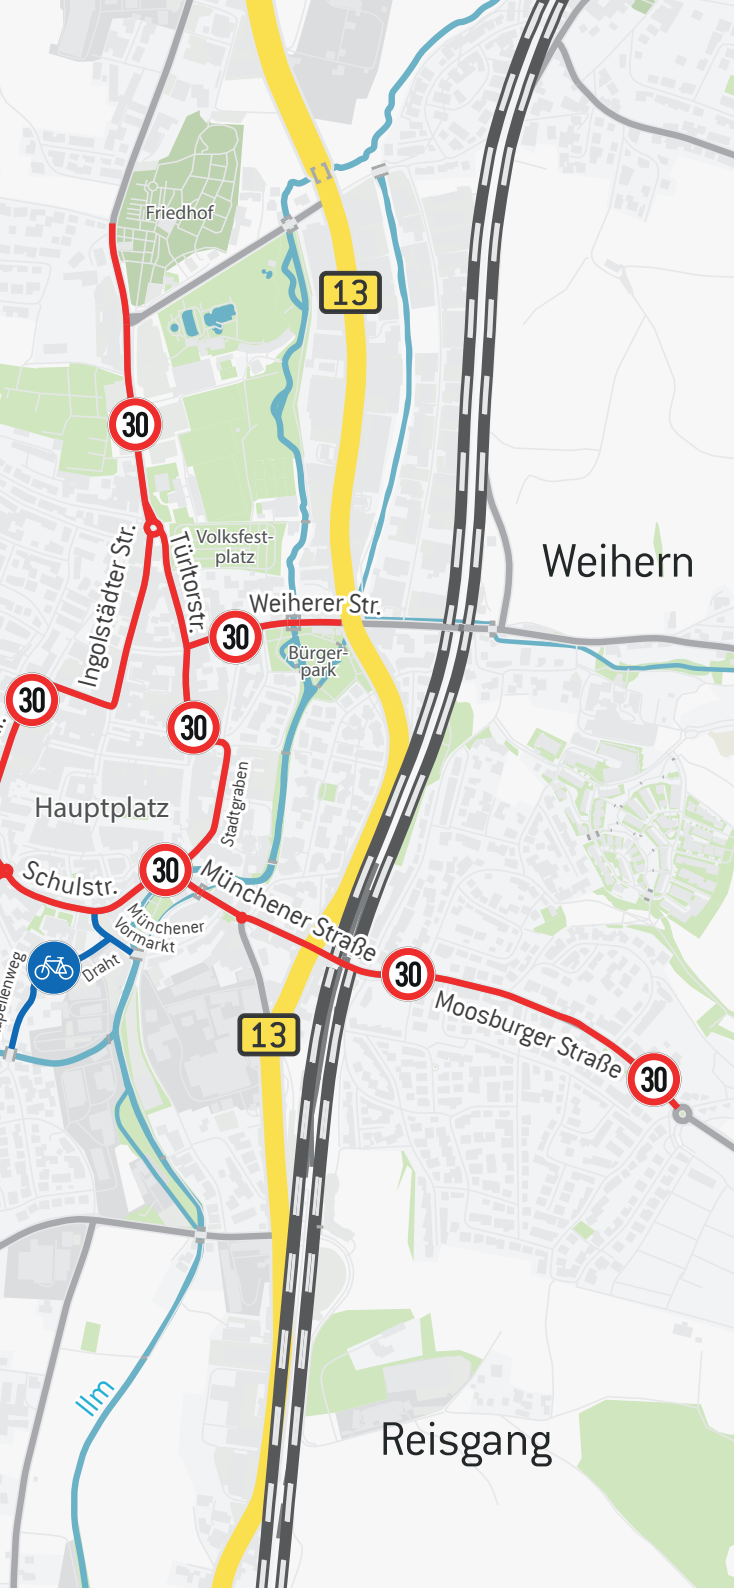 Friedhof
13
30
Volksfest-
platz
Ingolstädter Str.
Türltorstr.
Weihern
Weiherer Str.
30
Bürger-
park
30
30
Stadtgraben
Hauptplatz
30
Schulstr.
Münchener Straße
Münchener
Vormarkt
Draht
30
Moosburger Straße
13
30
Ilm
Reisgang